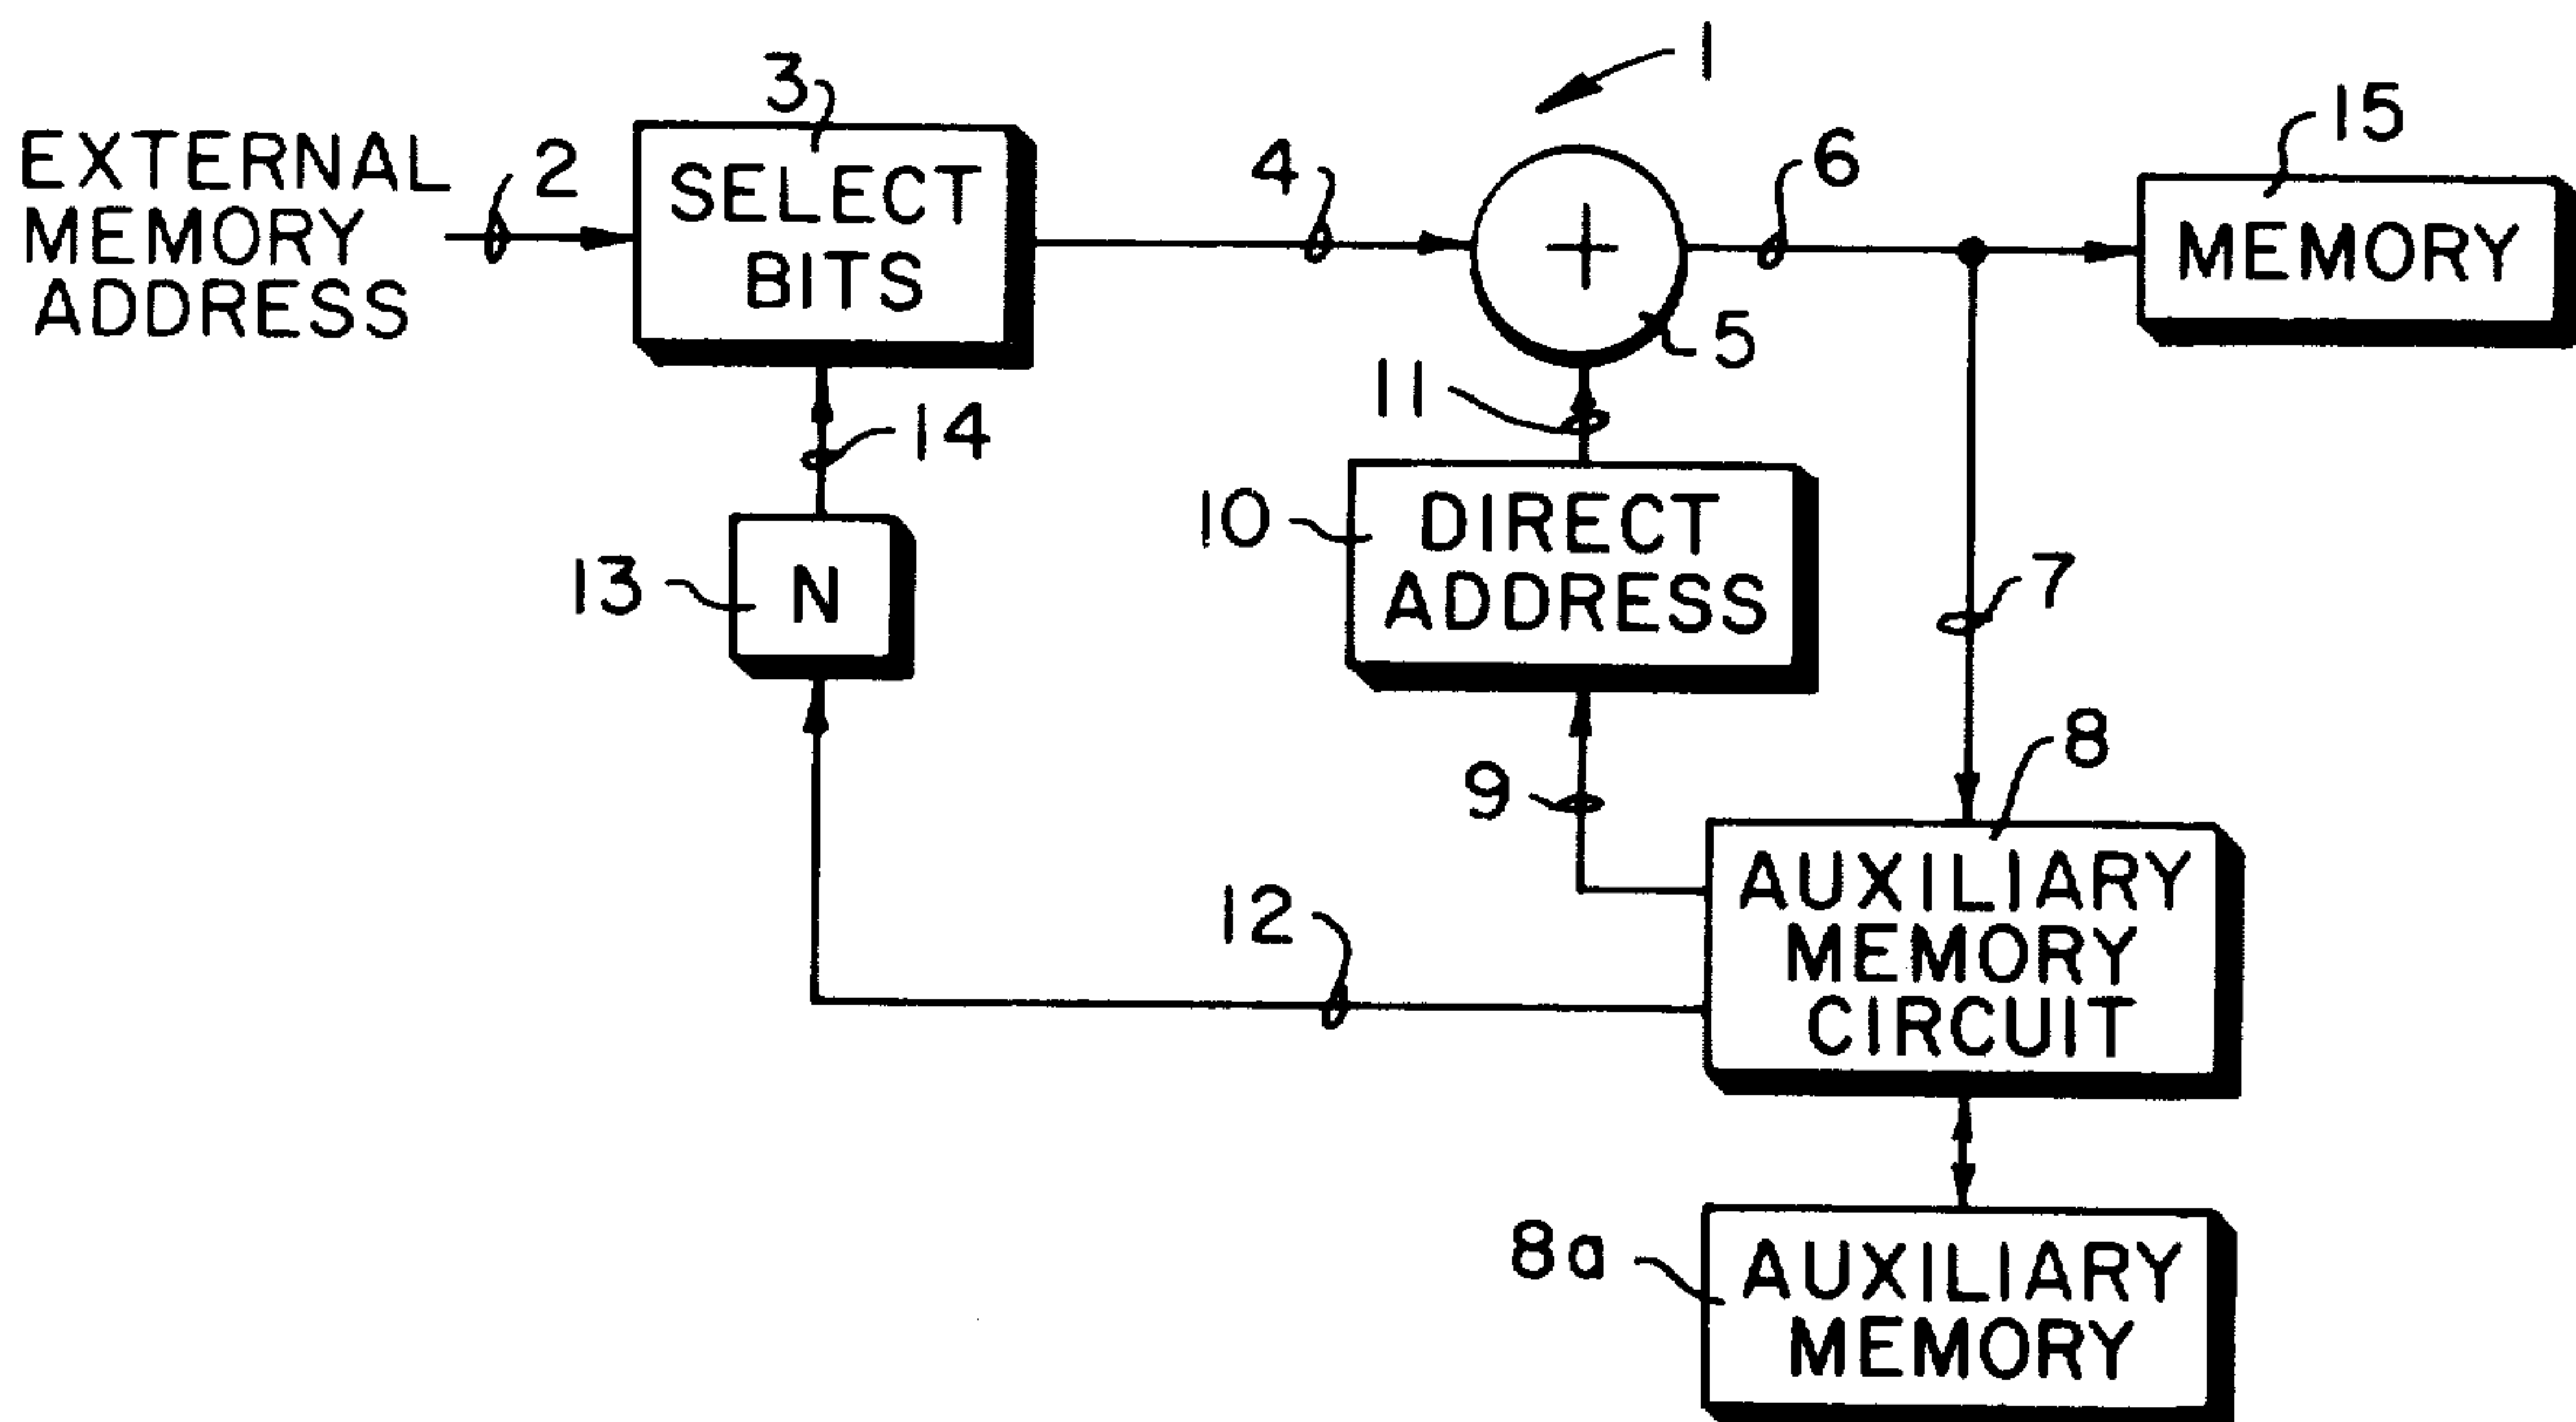 1
3
15
EXTERNAL
MEMORY
ADDRESS
2
SELECT
BITS
4
+
6
MEMORY
5
11
14
10
DIRECT
ADDRESS
13
N
7
9
8
12
AUXILIARY
MEMORY
CIRCUIT
8a
AUXILIARY
MEMORY